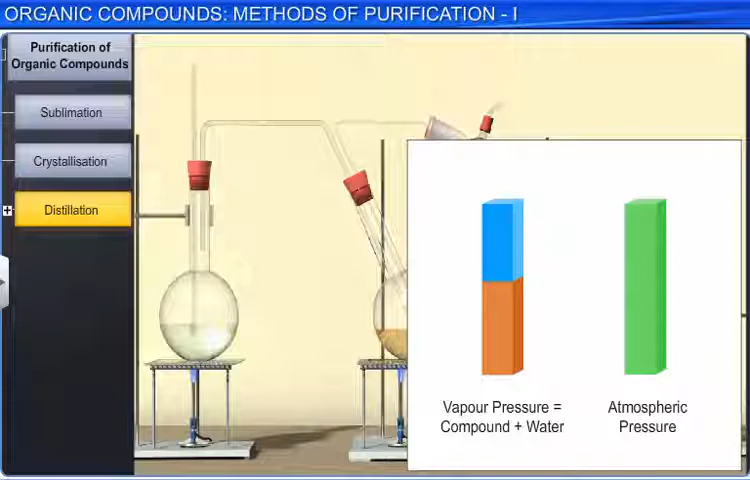 ORGANIC COMPOUNDS: METHODS OF PURIFICATION - I
Purification of
Organic Compounds
Sublimation
Crystallisation
Distillation
Vapour Pressure =
Compound + Water
Atmospheric
Pressure